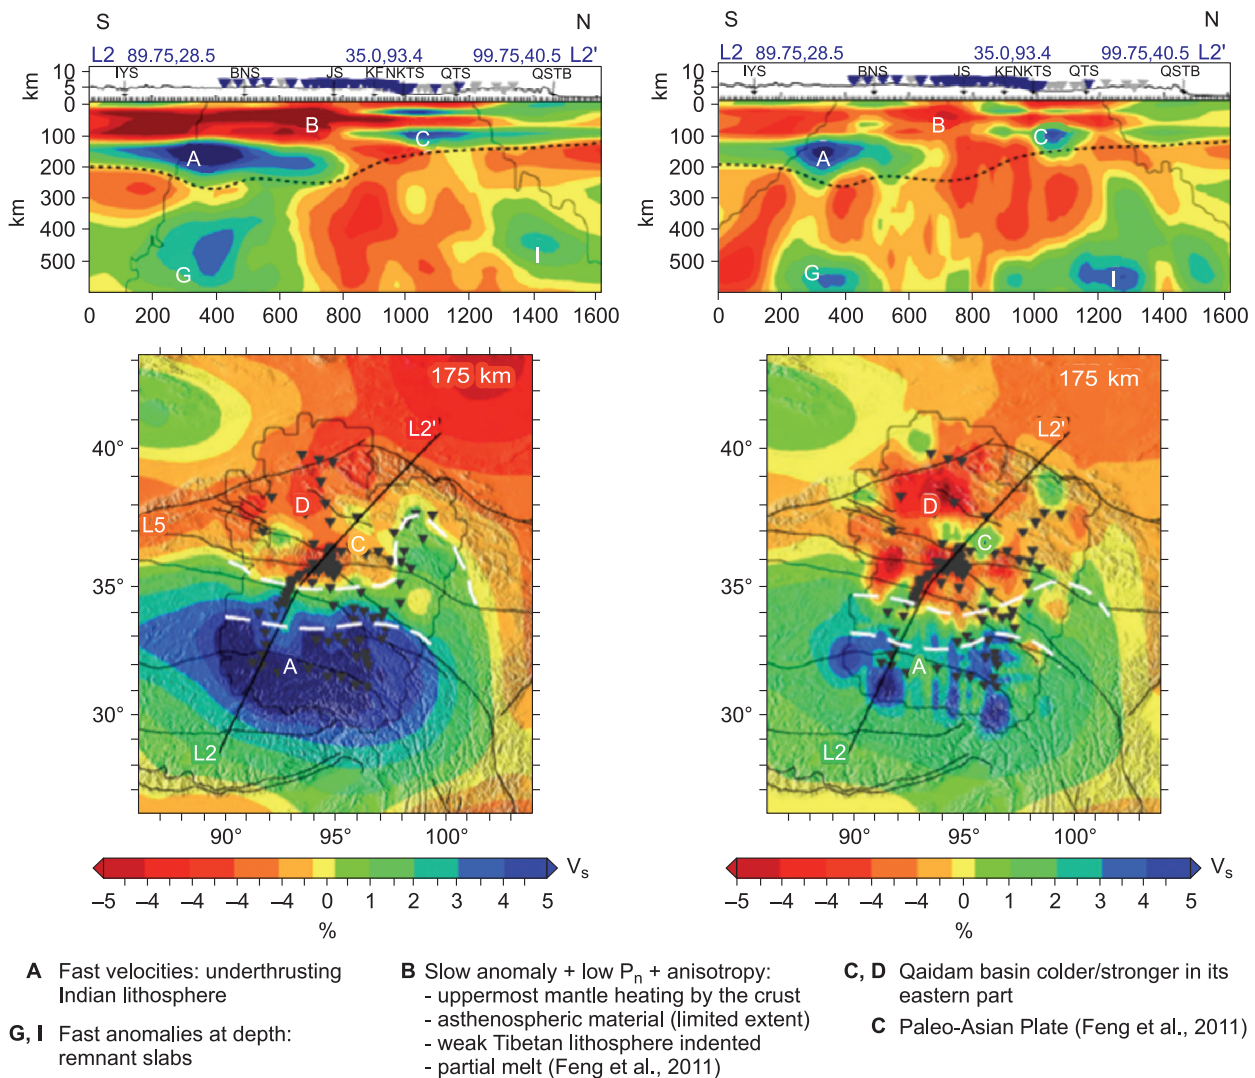 S N
L2 89.75,28.5 35.0,93.4 99.75,40.5 L2'
IYS BNS JS KF NKTS QTS QSTB
km
10
5
0
B
C
A
100
200
300
400
500
km
G
I
0 200 400 600 800 1000 1200 1400 1600
S N
L2 89.75,28.5 35.0,93.4 99.75,40.5 L2'
IYS BNS JS KFNKTS QTS QSTB
km
10
5
0
B
C
A
100
200
300
400
500
km
G
I
0 200 400 600 800 1000 1200 1400 1600
175 km
L2'
40°
D
L5
C
35°
A
30°
L2
90° 95° 100°
175 km
L2'
40°
D
C
35°
A
30°
L2
90° 95° 100°
–5 –4 –4 –4 0 1 2 3 4 5 Vs
%
–5 –4 –4 –4 0 1 2 3 4 5 Vs
%
A Fast velocities: underthrusting
Indian lithosphere
G, I Fast anomalies at depth:
remnant slabs
B Slow anomaly + low Pn + anisotropy:
- uppermost mantle heating by the crust
- asthenospheric material (limited extent)
- weak Tibetan lithosphere indented
- partial melt (Feng et al., 2011)
C, D Qaidam basin colder/stronger in its
eastern part
C Paleo-Asian Plate (Feng et al., 2011)